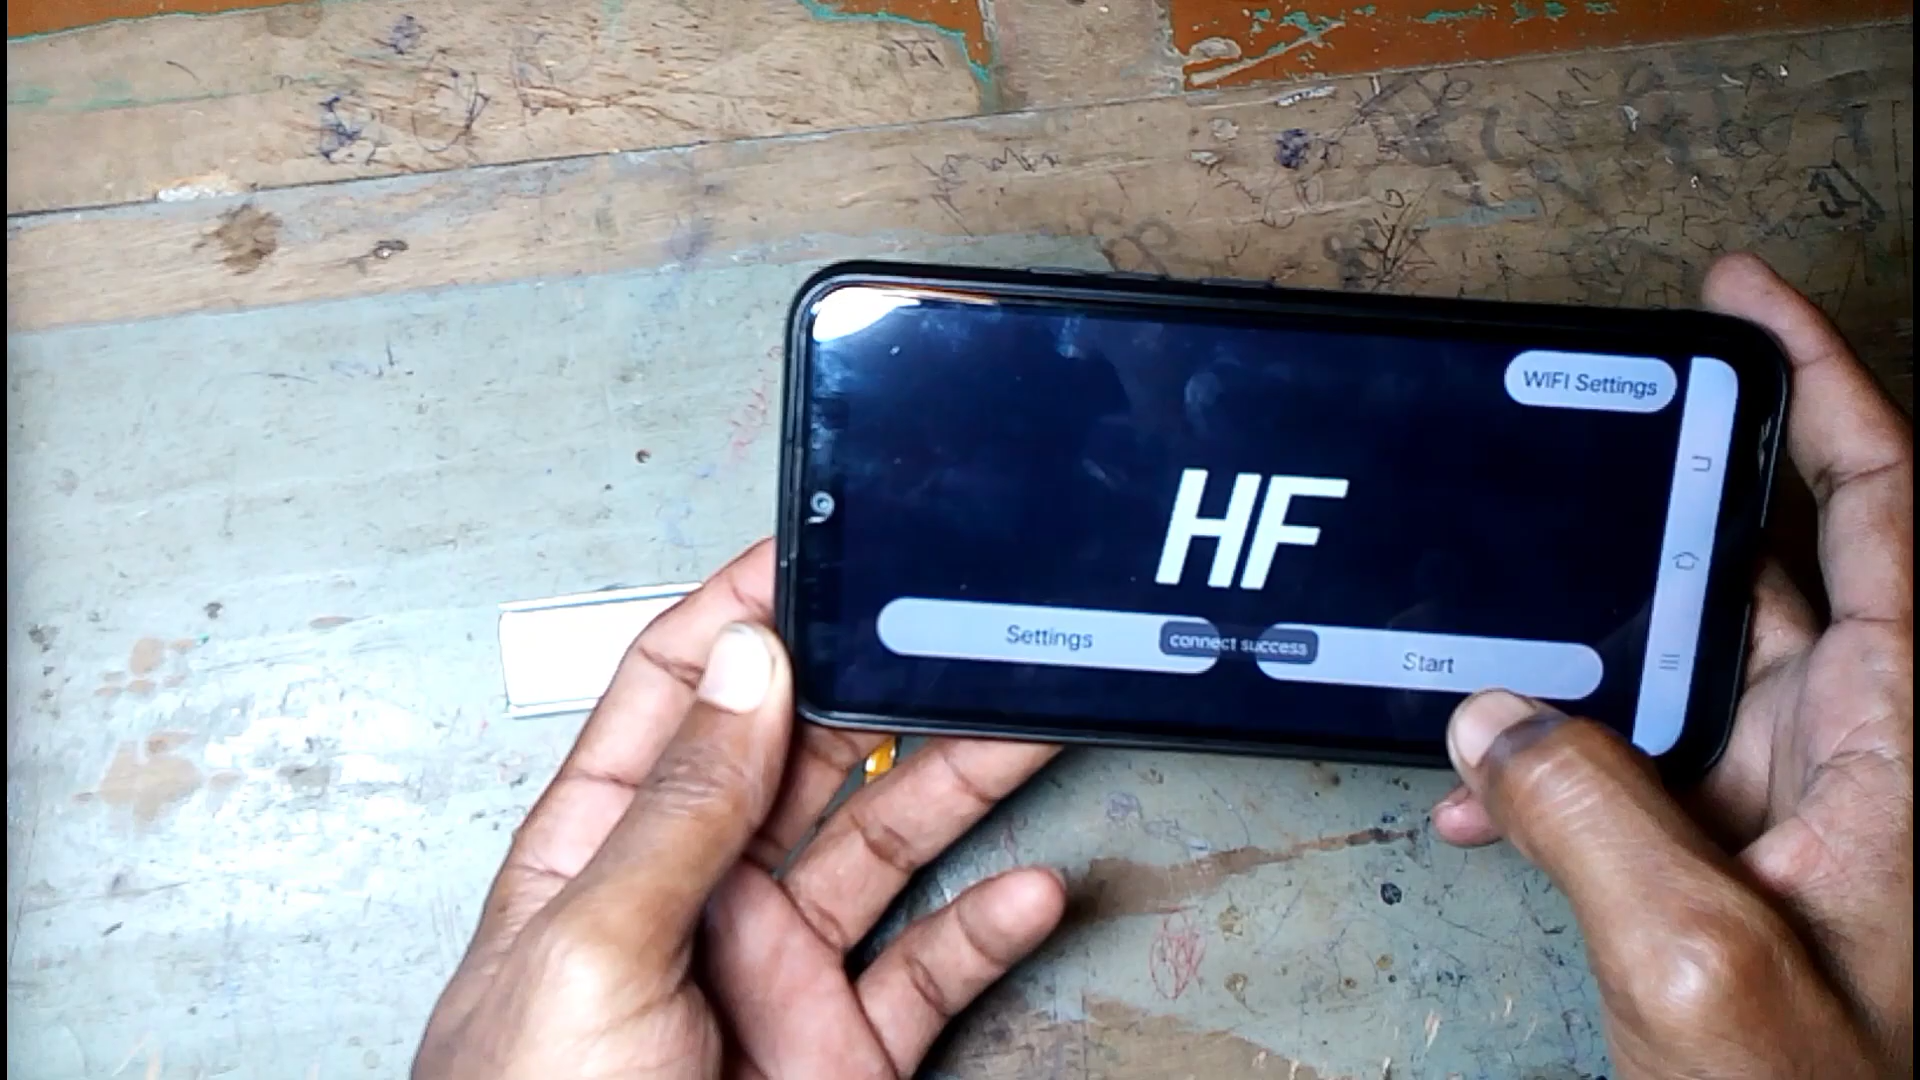 WIFI Settings
HF
Settings
connect success
Start